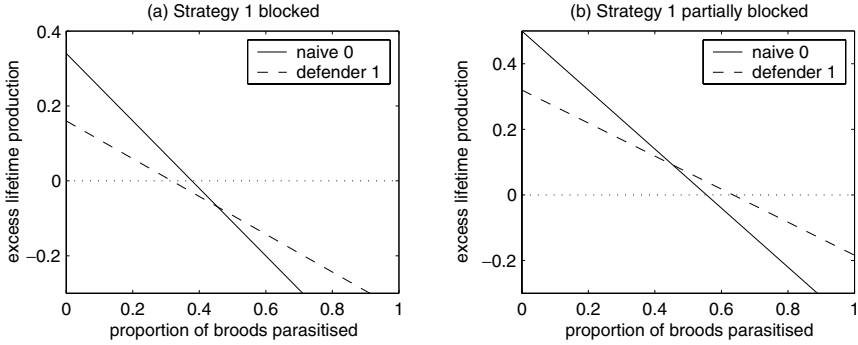 (a) Strategy 1 blocked
0.4
0.2
0
−0.2
0 0.2 0.4 0.6 0.8 1
excess lifetime production
proportion of broods parasitised
naive 0
defender 1
(b) Strategy 1 partially blocked
0.4
0.2
0
−0.2
0 0.2 0.4 0.6 0.8 1
excess lifetime production
proportion of broods parasitised
naive 0
defender 1